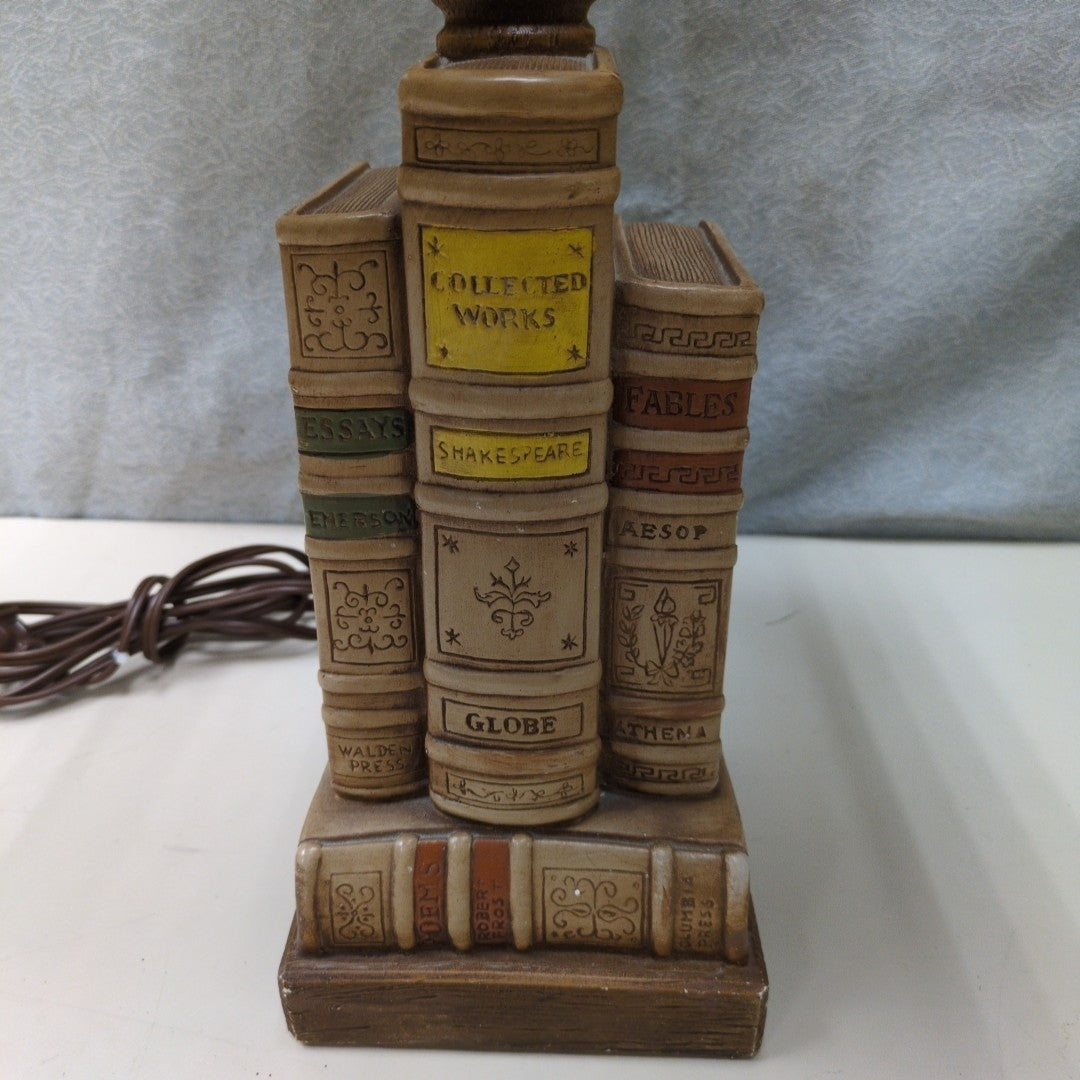 ESSAYS
EMERSON
WALDEN
PRESS
COLLECTED
WORKS
SHAKESPEARE
GLOBE
FABLES
AESOP
ATHENA
POEMS
ROBERT
FROST
COLUMBIA
PRESS